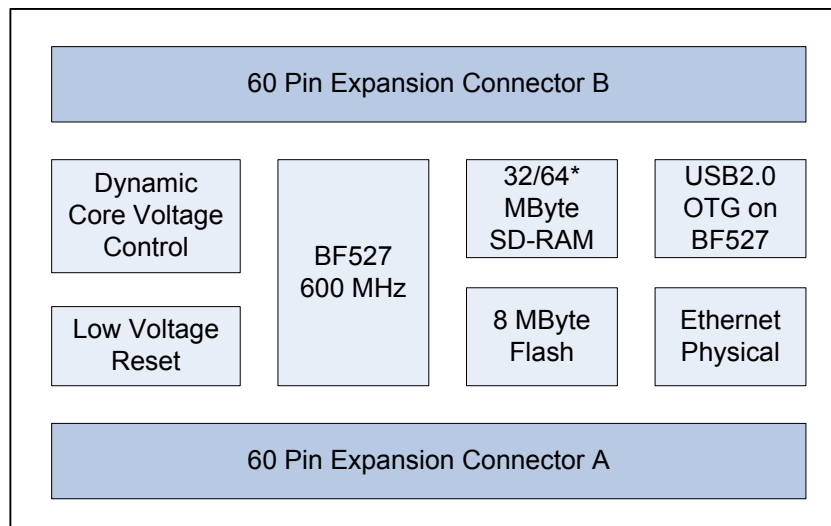 60 Pin Expansion Connector B
Dynamic
Core Voltage
Control
BF527
600 MHz
32/64*
MByte
SD-RAM
USB2.0
OTG on
BF527
Low Voltage
Reset
8 MByte
Flash
Ethernet
Physical
60 Pin Expansion Connector A